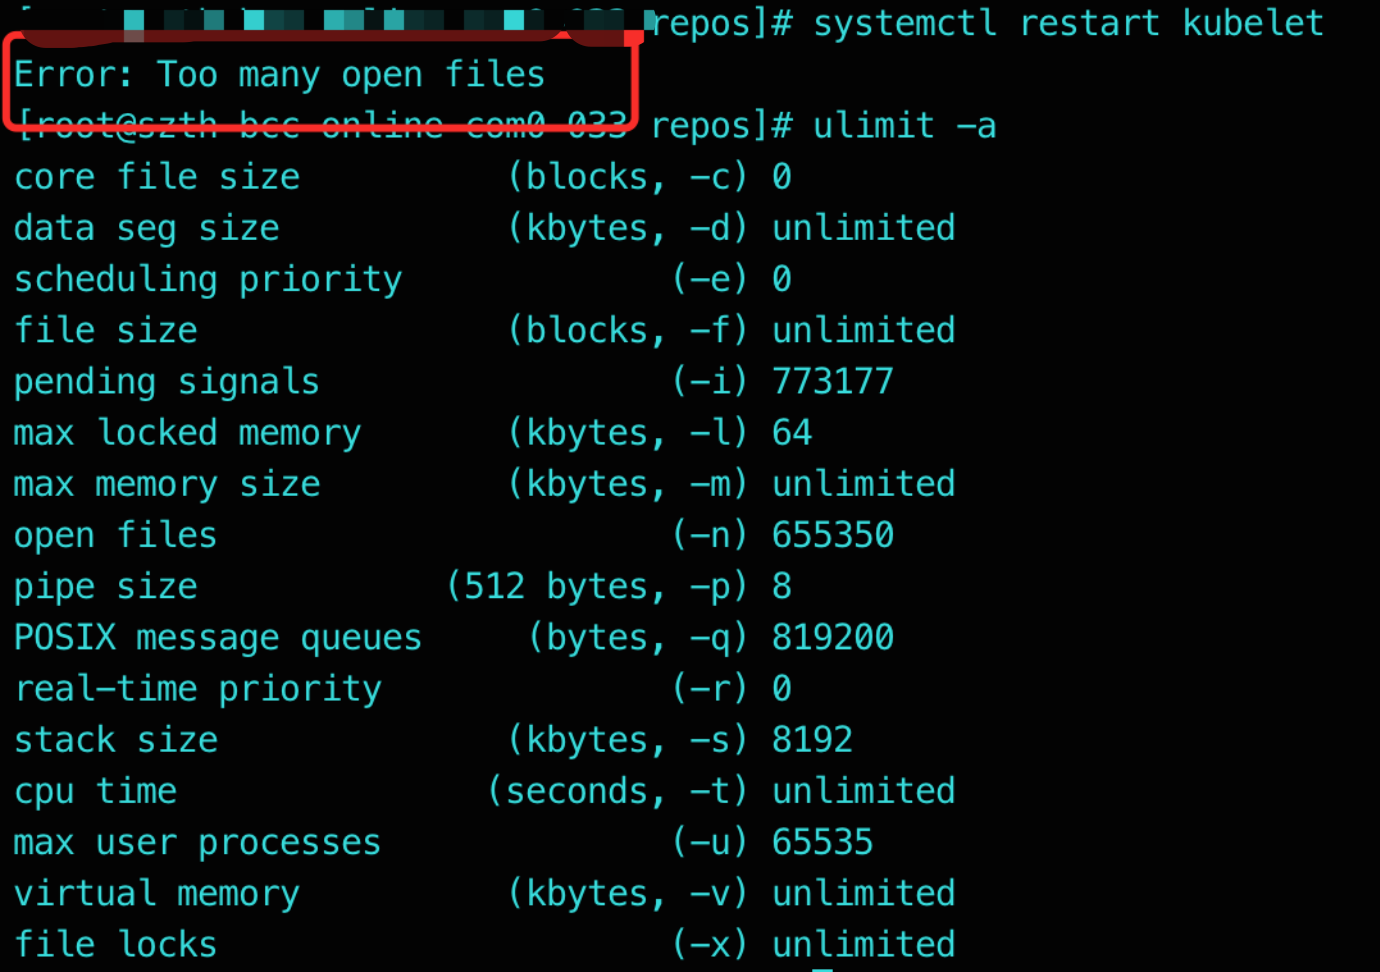 repos]# systemctl restart kubelet
Error: Too many open files
[root@szth-bcc-online-com0-033 repos]# ulimit -a
core file size (blocks, -c) 0
data seg size (kbytes, -d) unlimited
scheduling priority (-e) 0
file size (blocks, -f) unlimited
pending signals (-i) 773177
max locked memory (kbytes, -l) 64
max memory size (kbytes, -m) unlimited
open files (-n) 655350
pipe size (512 bytes, -p) 8
POSIX message queues (bytes, -q) 819200
real-time priority (-r) 0
stack size (kbytes, -s) 8192
cpu time (seconds, -t) unlimited
max user processes (-u) 65535
virtual memory (kbytes, -v) unlimited
file locks (-x) unlimited